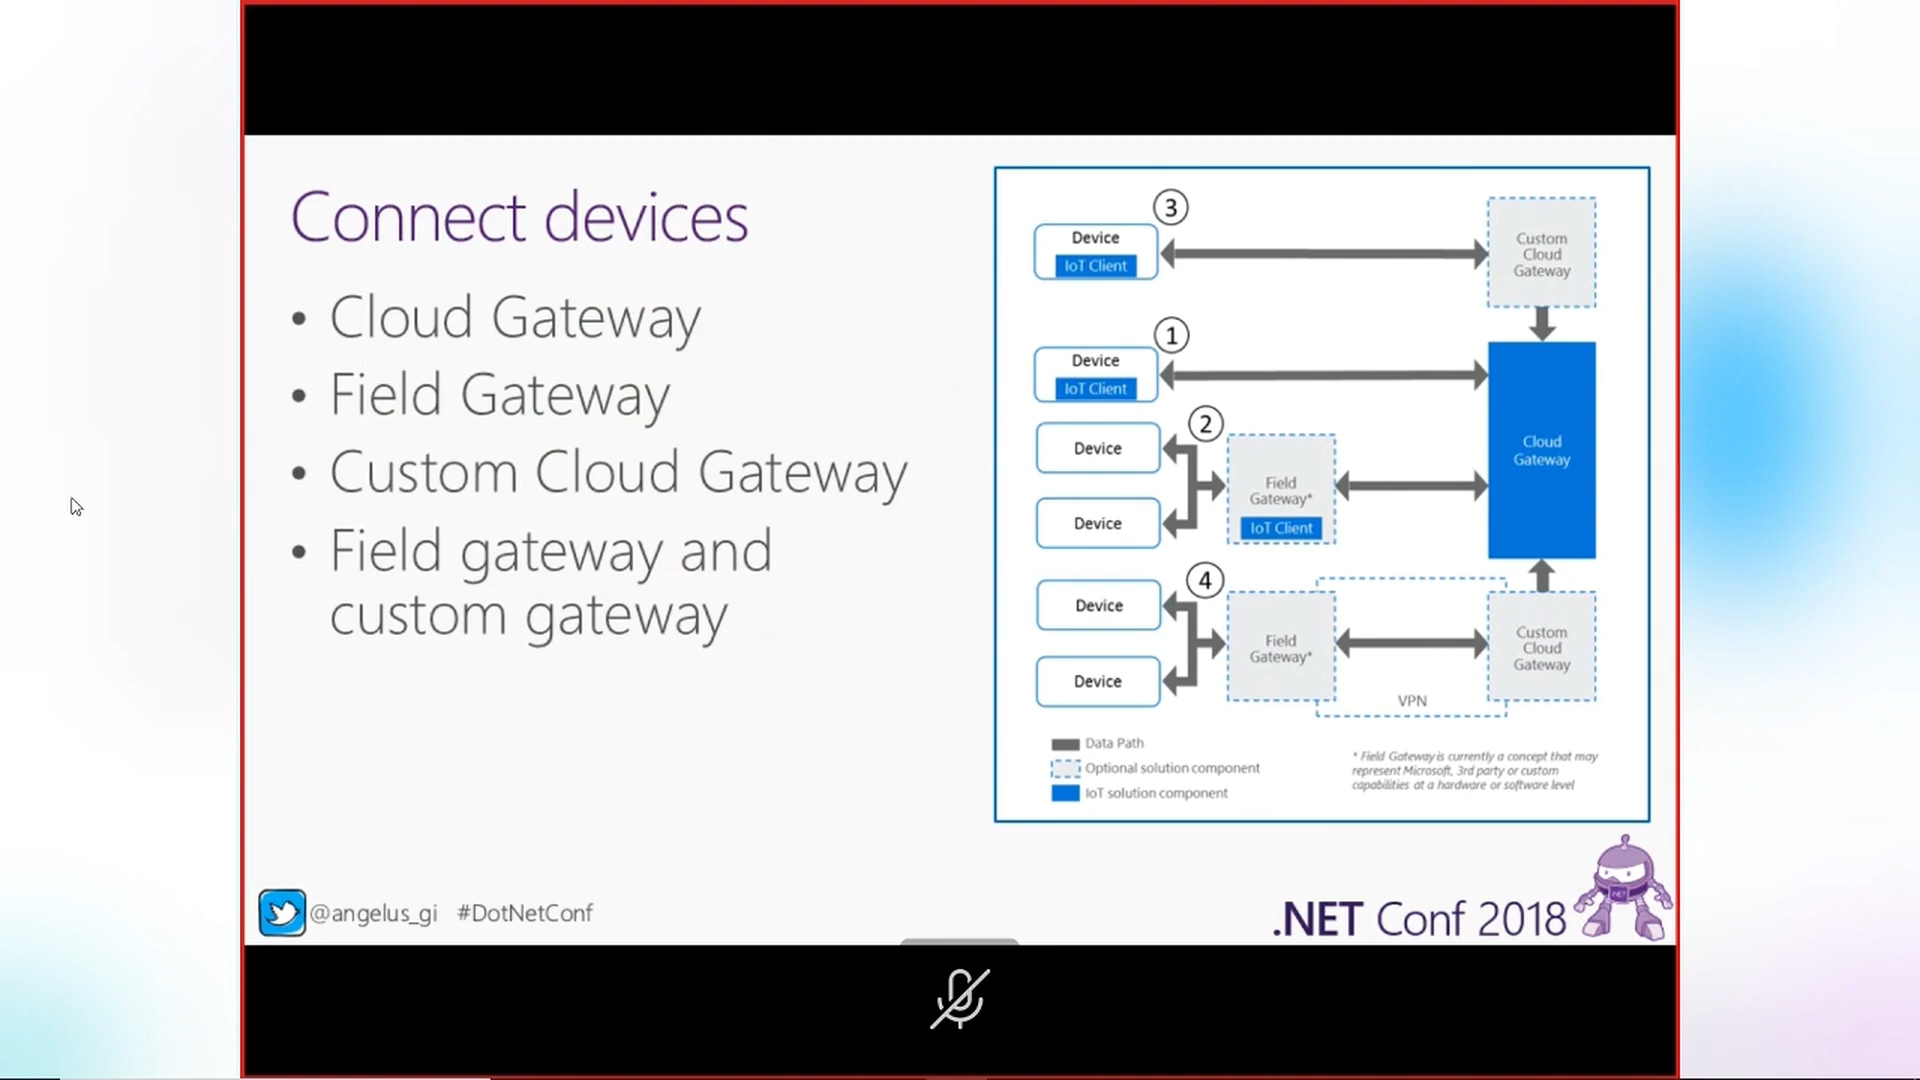 Connect devices
• Cloud Gateway
• Field Gateway
• Custom Cloud Gateway
• Field gateway and
custom gateway
3
Device
IoT Client
Custom
Cloud
Gateway
1
Device
IoT Client
Cloud
Gateway
2
Device
Device
Field
Gateway*
IoT Client
4
Device
Device
Field
Gateway*
VPN
Custom
Cloud
Gateway
Data Path
Optional solution component
IoT solution component
* Field Gateway is currently a concept that may
represent Microsoft, 3rd party or custom
capabilities at a hardware or software level
@angelus_gi #DotNetConf
.NET Conf 2018
.NET